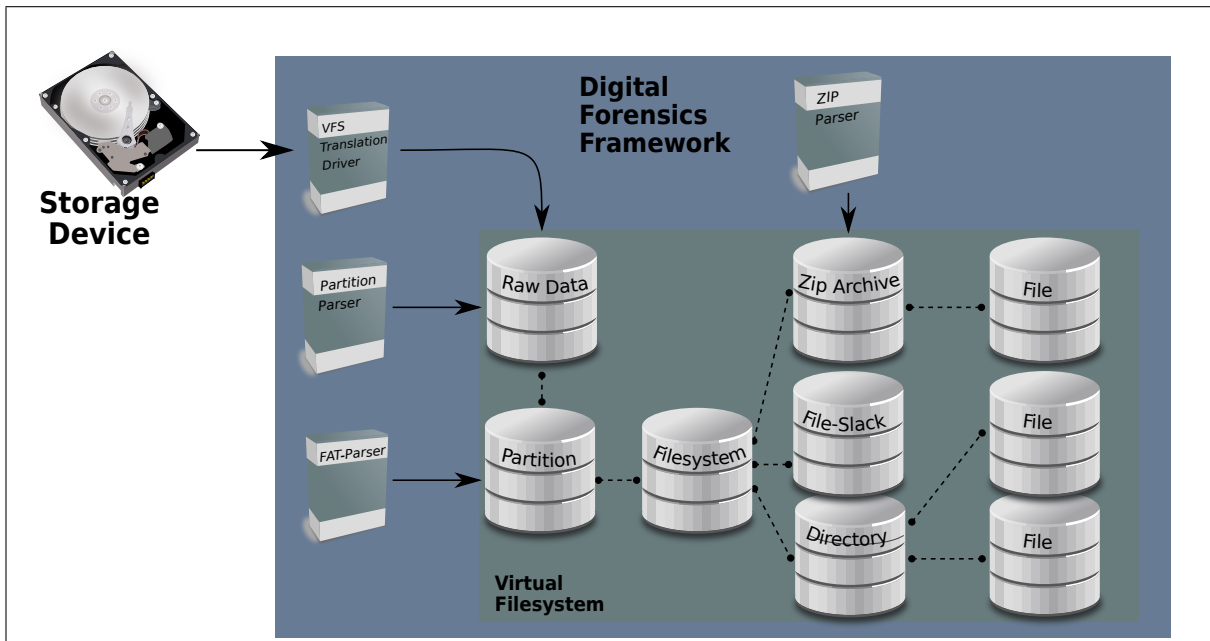 Digital
Forensics
Framework
ZIP
Parser
VFS
Translation
Driver
Storage
Device
Partition
Parser
Raw Data
Zip Archive
File
FAT-Parser
Partition
Filesystem
File-Slack
File
Directory
File
Virtual
Filesystem